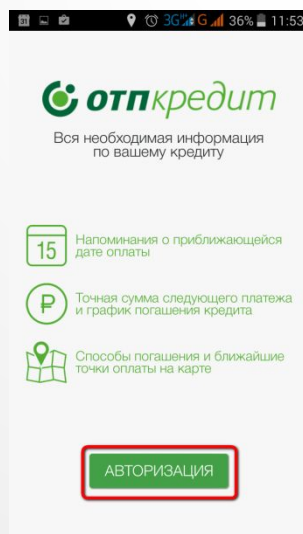 31 3G G 36% 11:53
отпкредит
Вся необходимая информация
по вашему кредиту
15
Напоминания о приближающейся
дате оплаты
₽
Точная сумма следующего платежа
и график погашения кредита
Способы погашения и ближайшие
точки оплаты на карте
АВТОРИЗАЦИЯ